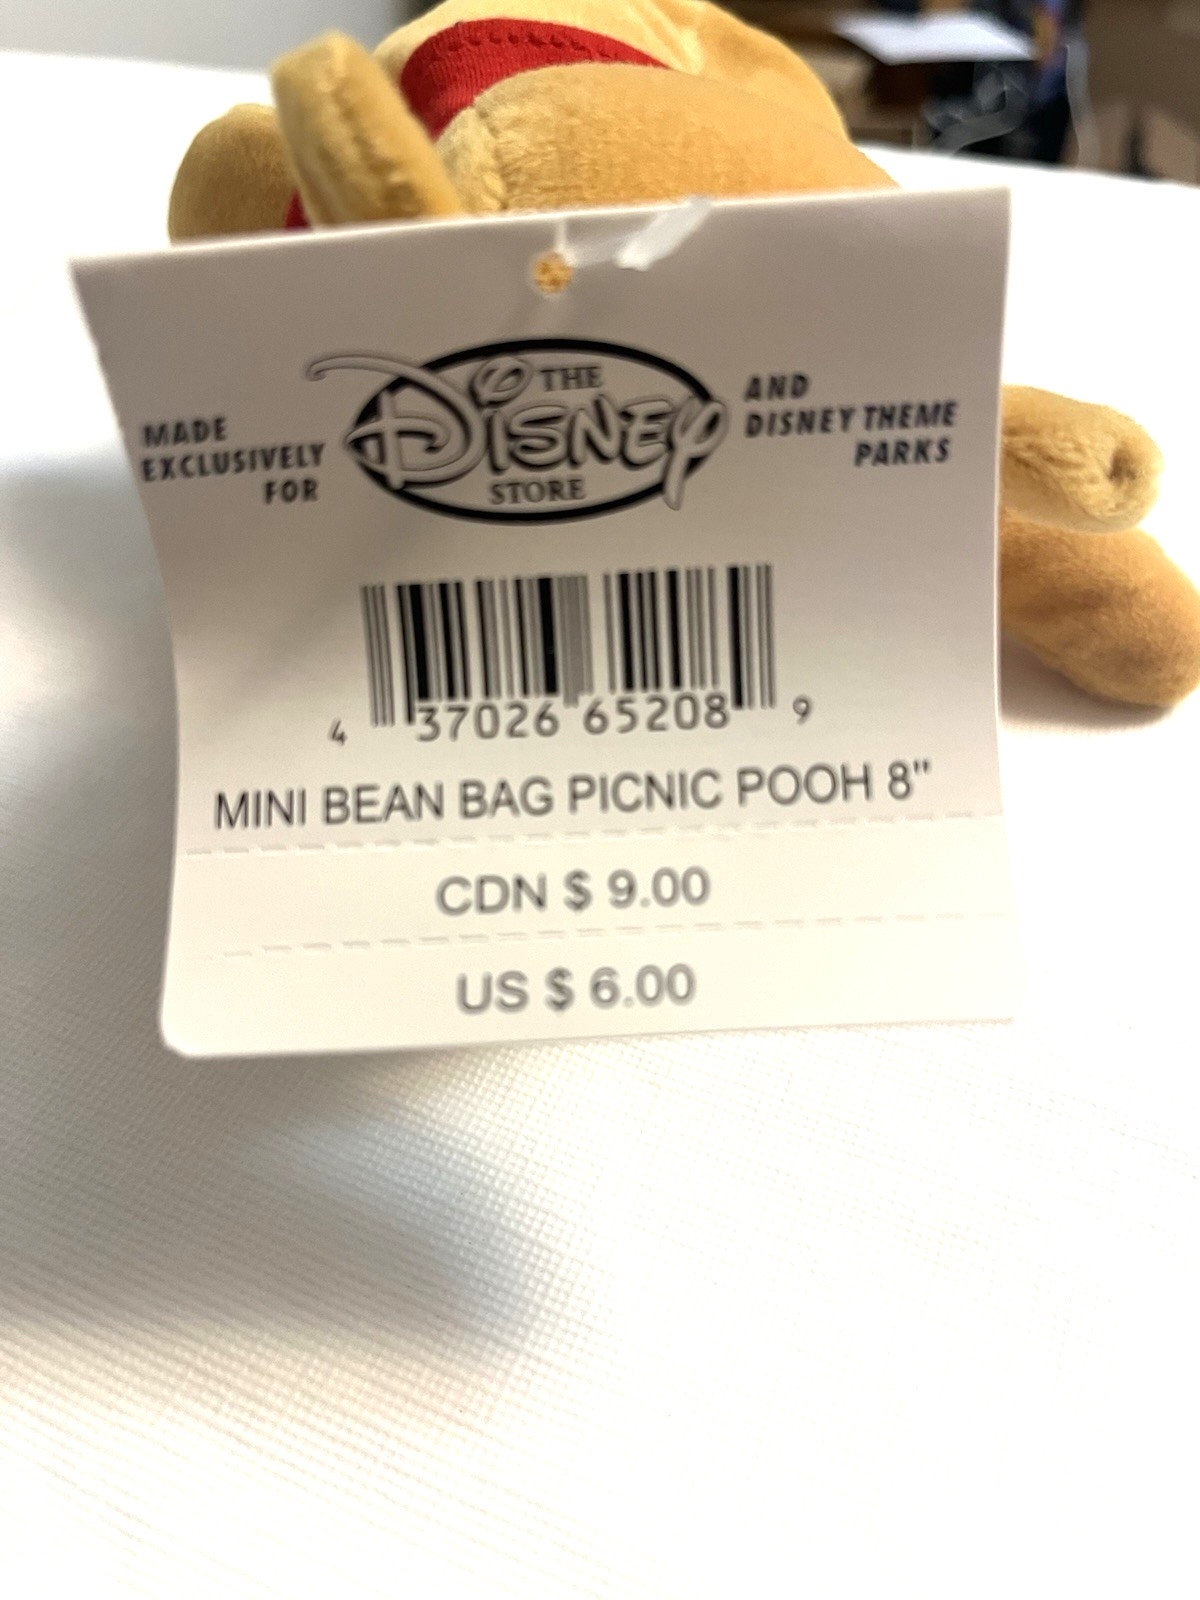 MADE
EXCLUSIVELY
FOR
THE
DISNEY
STORE
AND
DISNEY THEME
PARKS
4 37026 65208 9
MINI BEAN BAG PICNIC POOH 8"
CDN $ 9.00
US $ 6.00